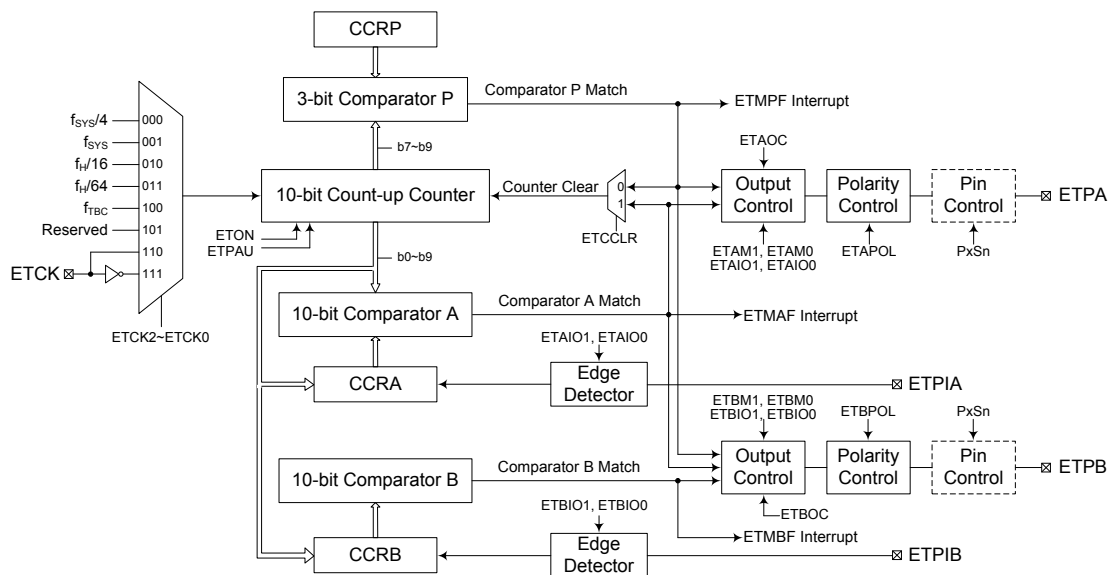 CCRP
3-bit Comparator P
Comparator P Match
ETMPF Interrupt
b7~b9
fSYS/4
000
fSYS
001
fH/16
010
fH/64
011
fTBC
100
Reserved
101
110
ETCK
111
ETCK2~ETCK0
10-bit Count-up Counter
Counter Clear
0
1
ETCCLR
ETON
ETPAU
b0~b9
ETAOC
Output
Control
ETAM1, ETAM0
ETAIO1, ETAIO0
Polarity
Control
ETAPOL
Pin
Control
PxSn
ETPA
10-bit Comparator A
Comparator A Match
ETMAF Interrupt
CCRA
ETAIO1, ETAIO0
Edge
Detector
ETPIA
ETBM1, ETBM0
ETBIO1, ETBIO0
Output
Control
ETBOC
ETBPOL
Polarity
Control
PxSn
Pin
Control
ETPB
10-bit Comparator B
Comparator B Match
ETMBF Interrupt
CCRB
ETBIO1, ETBIO0
Edge
Detector
ETPIB